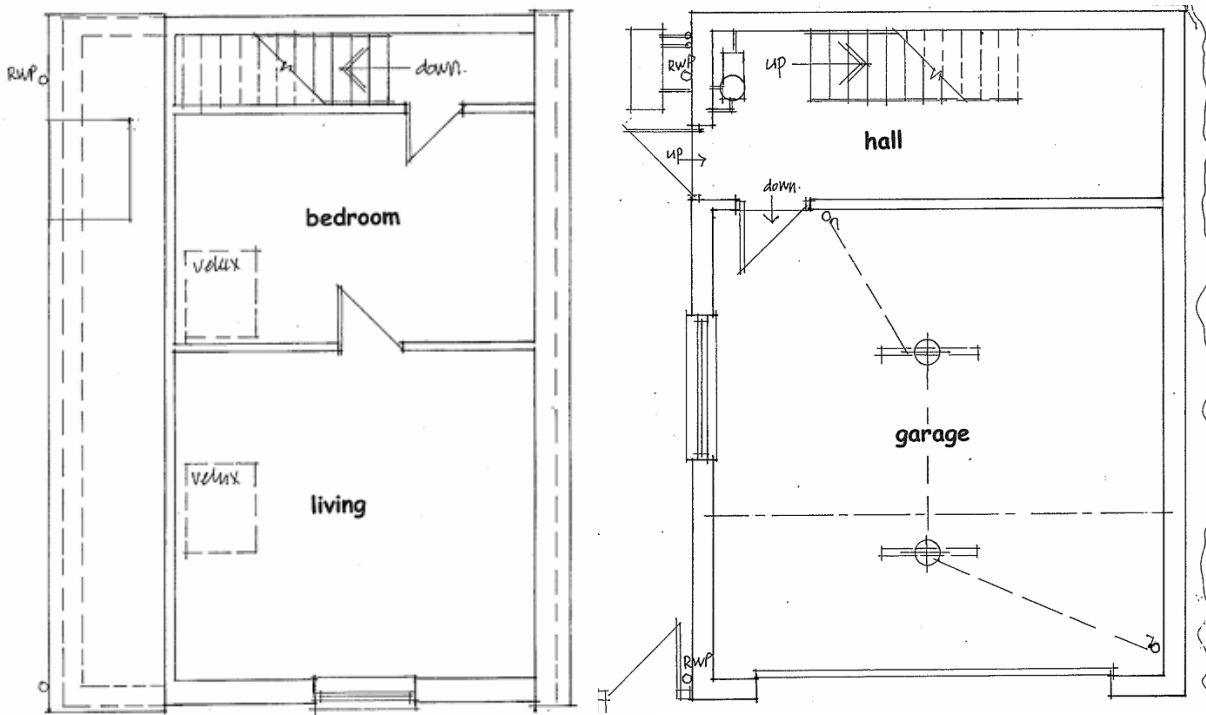 RWP
down.
bedroom
velux
velux
living
RWP
up
hall
up
down.
garage
RWP